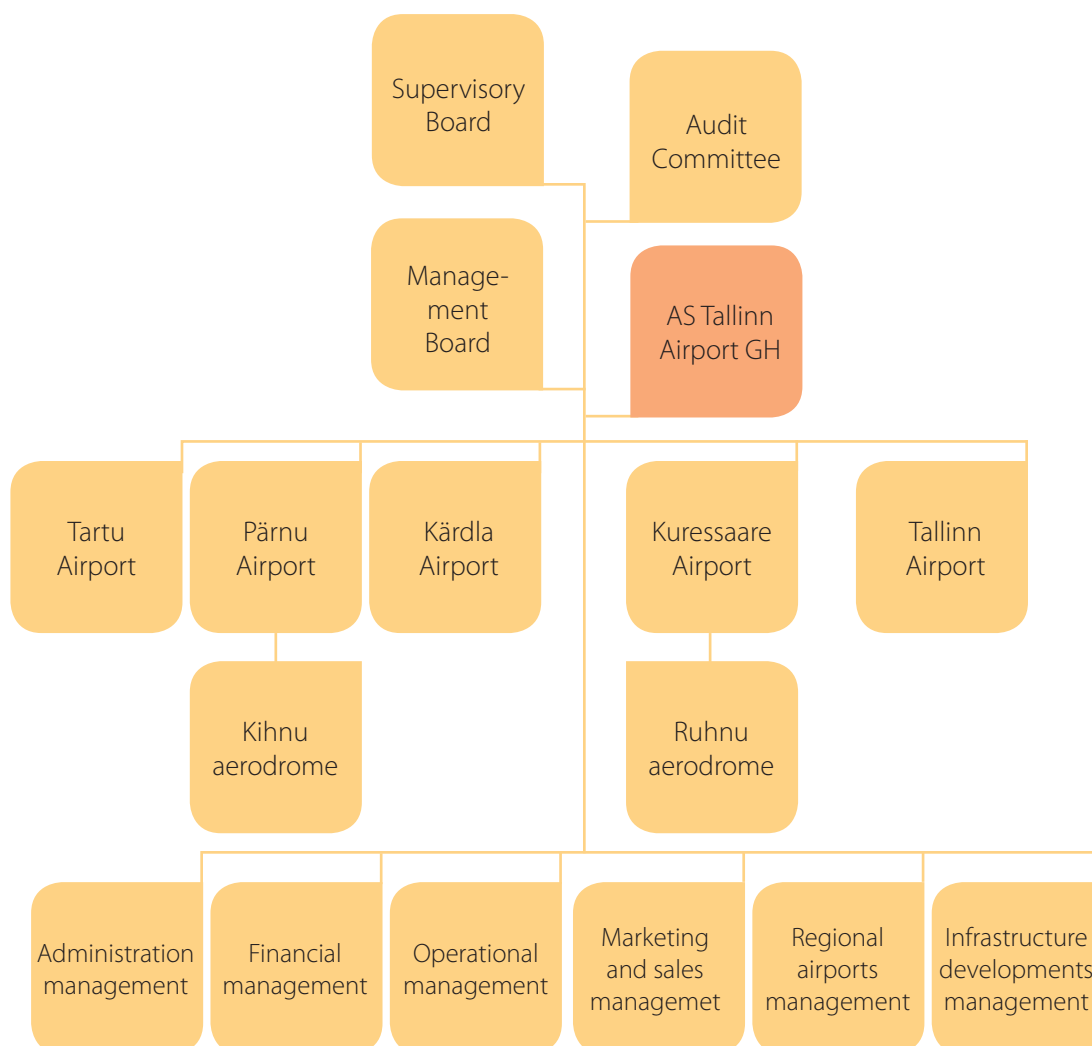 Supervisory
Board
Audit
Committee
Manage-
ment
Board
AS Tallinn
Airport GH
Tartu
Airport
Pärnu
Airport
Kärdla
Airport
Kuressaare
Airport
Tallinn
Airport
Kihnu
aerodrome
Ruhnu
aerodrome
Administration
management
Financial
management
Operational
management
Marketing
and sales
managemet
Regional
airports
management
Infrastructure
developments
management